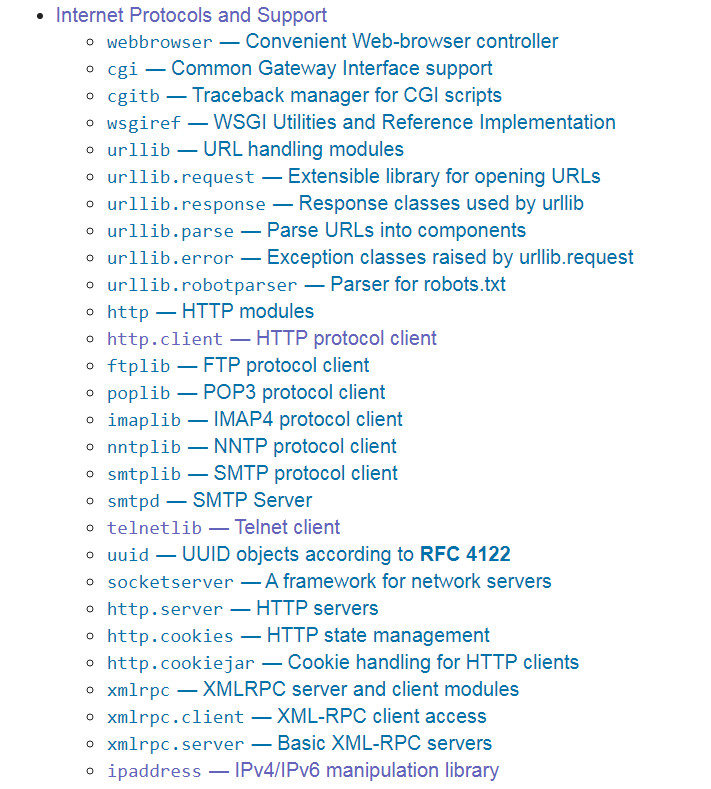 Internet Protocols and Support
webbrowser — Convenient Web-browser controller
cgi — Common Gateway Interface support
cgitb — Traceback manager for CGI scripts
wsgiref — WSGI Utilities and Reference Implementation
urllib — URL handling modules
urllib.request — Extensible library for opening URLs
urllib.response — Response classes used by urllib
urllib.parse — Parse URLs into components
urllib.error — Exception classes raised by urllib.request
urllib.robotparser — Parser for robots.txt
http — HTTP modules
http.client — HTTP protocol client
ftplib — FTP protocol client
poplib — POP3 protocol client
imaplib — IMAP4 protocol client
nntplib — NNTP protocol client
smtplib — SMTP protocol client
smtpd — SMTP Server
telnetlib — Telnet client
uuid — UUID objects according to RFC 4122
socketserver — A framework for network servers
http.server — HTTP servers
http.cookies — HTTP state management
http.cookiejar — Cookie handling for HTTP clients
xmlrpc — XMLRPC server and client modules
xmlrpc.client — XML-RPC client access
xmlrpc.server — Basic XML-RPC servers
ipaddress — IPv4/IPv6 manipulation library